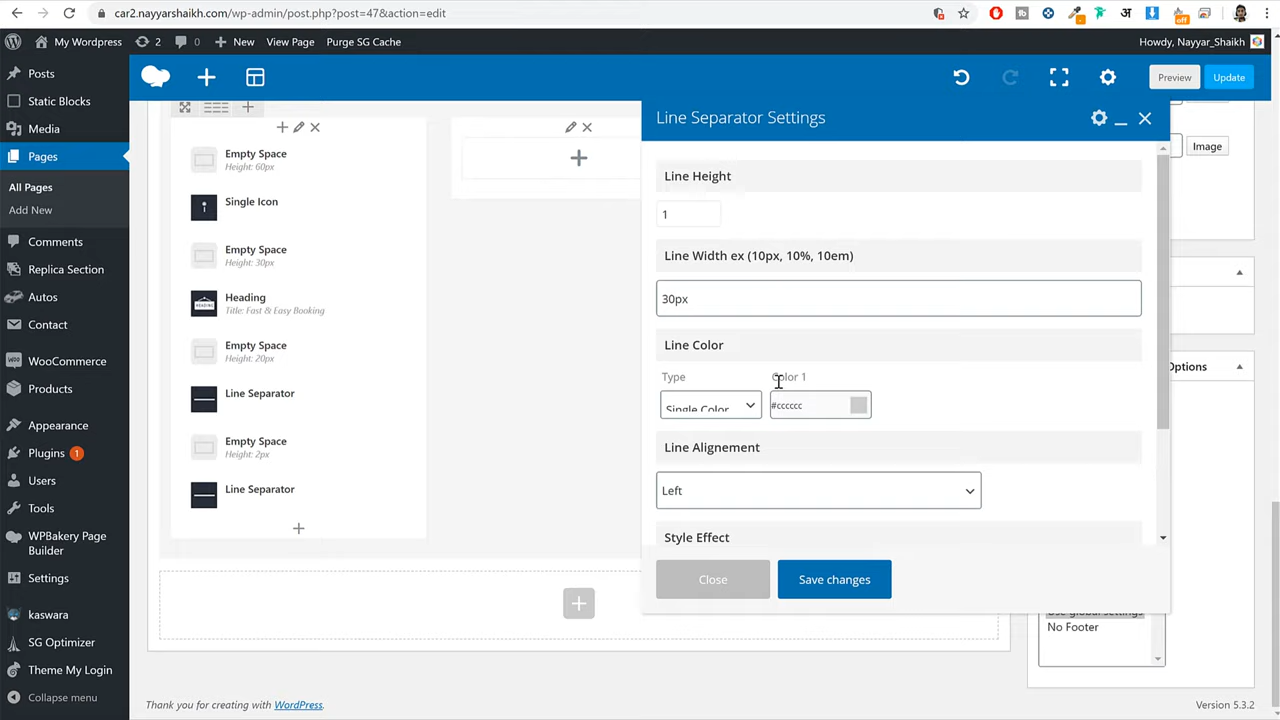 car2.nayyarshaikh.com/wp-admin/post.php?post=47&action=edit
My Wordpress
2
0
New
View Page
Purge SG Cache
Howdy, Nayyar_Shaikh
Posts
Static Blocks
Media
Pages
All Pages
Add New
Comments
Replica Section
Autos
Contact
WooCommerce
Products
Appearance
Plugins 1
Users
Tools
WPBakery Page
Builder
Settings
kaswara
SG Optimizer
Theme My Login
Collapse menu
Preview
Update
Empty Space
Height: 60px
Single Icon
Empty Space
Height: 30px
Heading
Title: Fast & Easy Booking
Empty Space
Height: 20px
Line Separator
Empty Space
Height: 2px
Line Separator
Line Separator Settings
Line Height
1
Line Width ex (10px, 10%, 10em)
30px
Line Color
Type
Color 1
Single Color
#cccccc
Line Alignement
Left
Style Effect
Close
Save changes
Image
Options
Use global settings
No Footer
Thank you for creating with WordPress.
Version 5.3.2